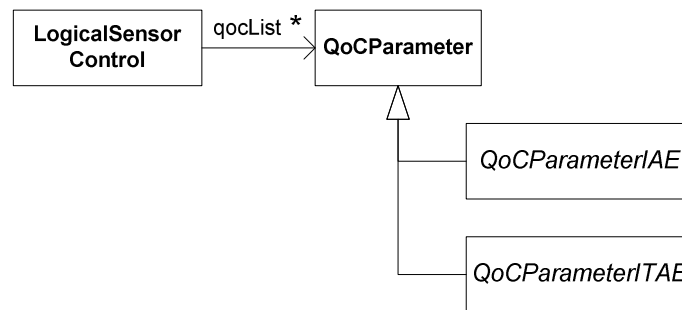 LogicalSensor
Control
qocList *
QoCParameter
QoCParameterIAE
QoCParameterITAE